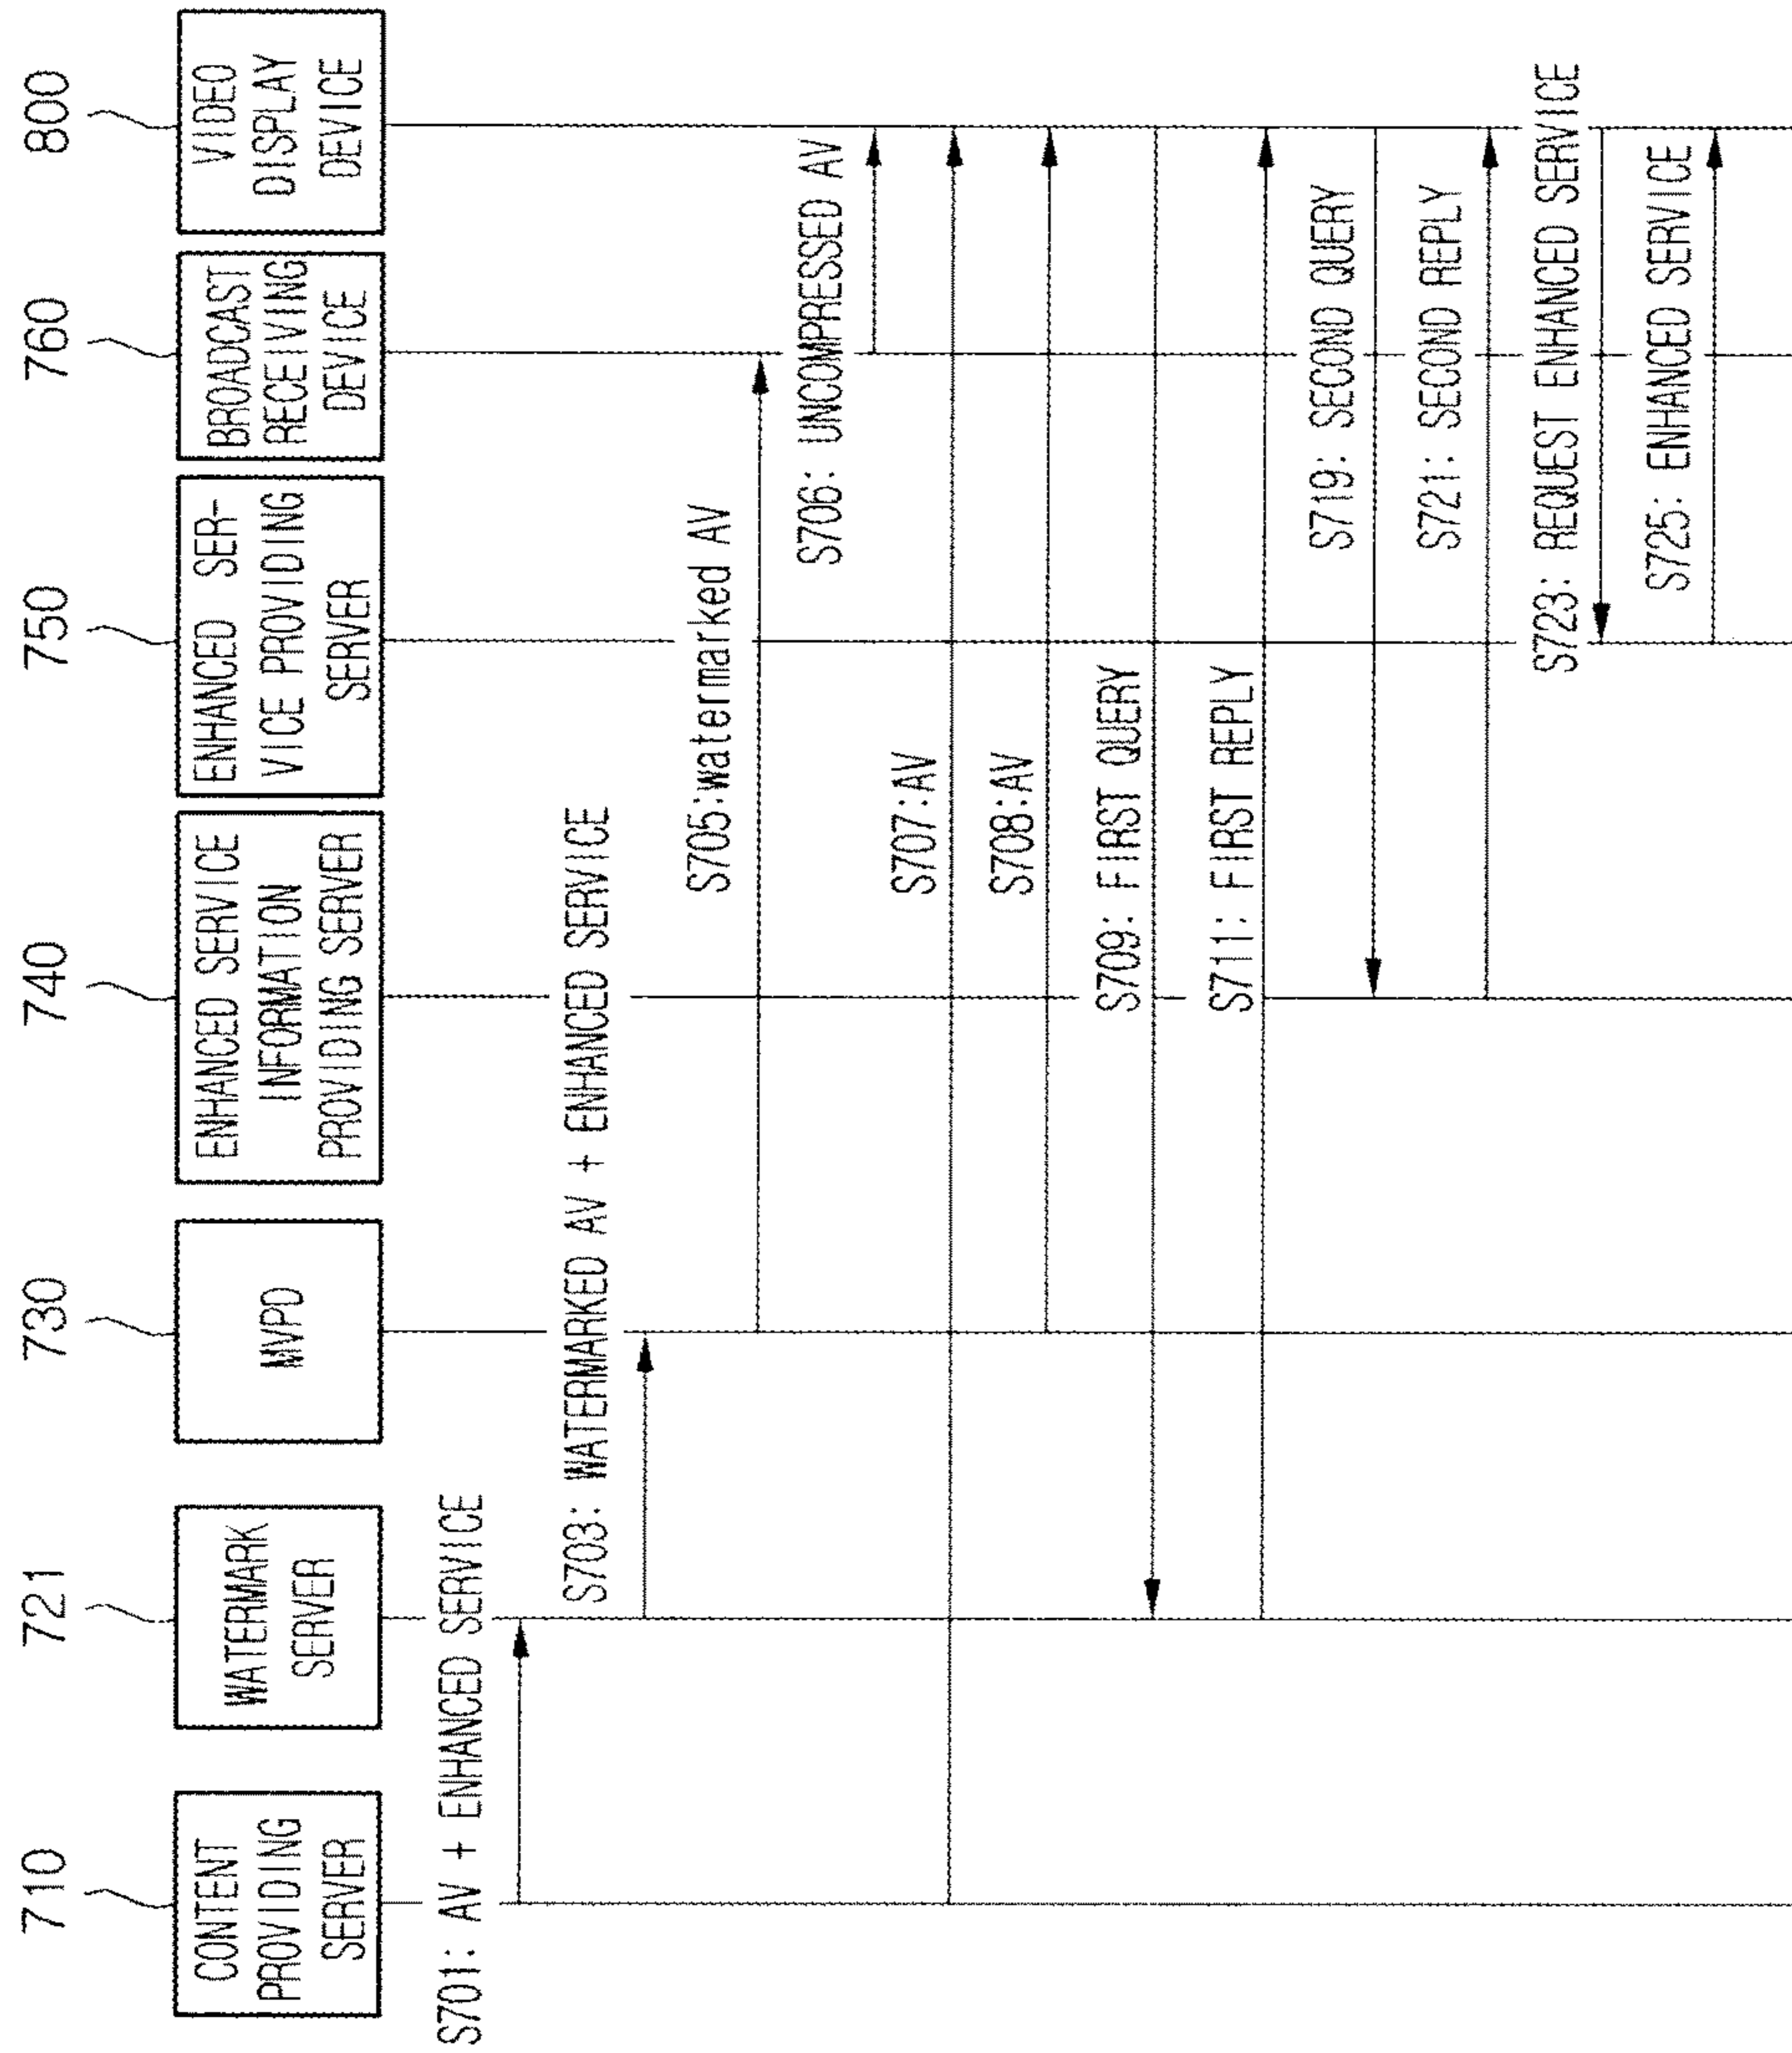 710
721
730
740
750
760
800
CONTENT
PROVIDING
SERVER
WATERMARK
SERVER
MVPD
ENHANCED SERVICE
INFORMATION
PROVIDING SERVER
ENHANCED SER-
VICE PROVIDING
SERVER
BROADCAST
RECEIVING
DEVICE
VIDEO
DISPLAY
DEVICE
S701: AV + ENHANCED SERVICE
S703: WATERMARKED AV + ENHANCED SERVICE
S705:watermarked AV
S706: UNCOMPRESSED AV
S707:AV
S708:AV
S709: FIRST QUERY
S711: FIRST REPLY
S719: SECOND QUERY
S721: SECOND REPLY
S723: REQUEST ENHANCED SERVICE
S725: ENHANCED SERVICE